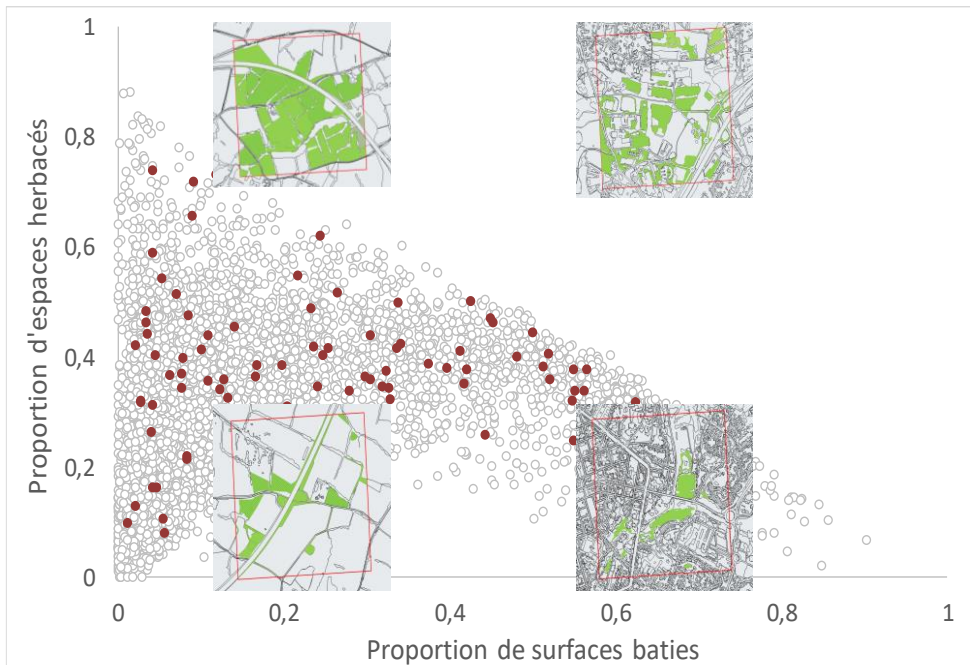 Proportion d'espaces herbacés
1
0,8
0,6
0,4
0,2
0
0 0,2 0,4 0,6 0,8 1
Proportion de surfaces baties